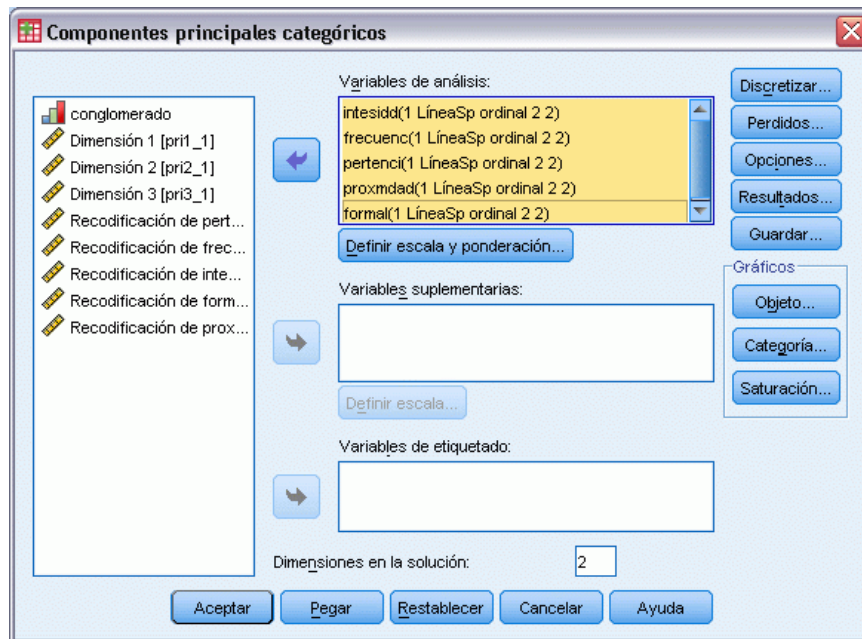 Componentes principales categóricos
conglomerado
Dimensión 1 [pri1_1]
Dimensión 2 [pri2_1]
Dimensión 3 [pri3_1]
Recodificación de pert...
Recodificación de frec...
Recodificación de inte...
Recodificación de form...
Recodificación de prox...
Variables de análisis:
intesidd(1 LíneaSp ordinal 2 2)
frecuenc(1 LíneaSp ordinal 2 2)
pertenci(1 LíneaSp ordinal 2 2)
proxmdad(1 LíneaSp ordinal 2 2)
formal(1 LíneaSp ordinal 2 2)
Definir escala y ponderación...
Variables suplementarias:
Definir escala...
Variables de etiquetado:
Dimensiones en la solución: 2
Discretizar...
Perdidos...
Opciones...
Resultados...
Guardar...
Gráficos
Objeto...
Categoría...
Saturación...
Aceptar Pegar Restablecer Cancelar Ayuda